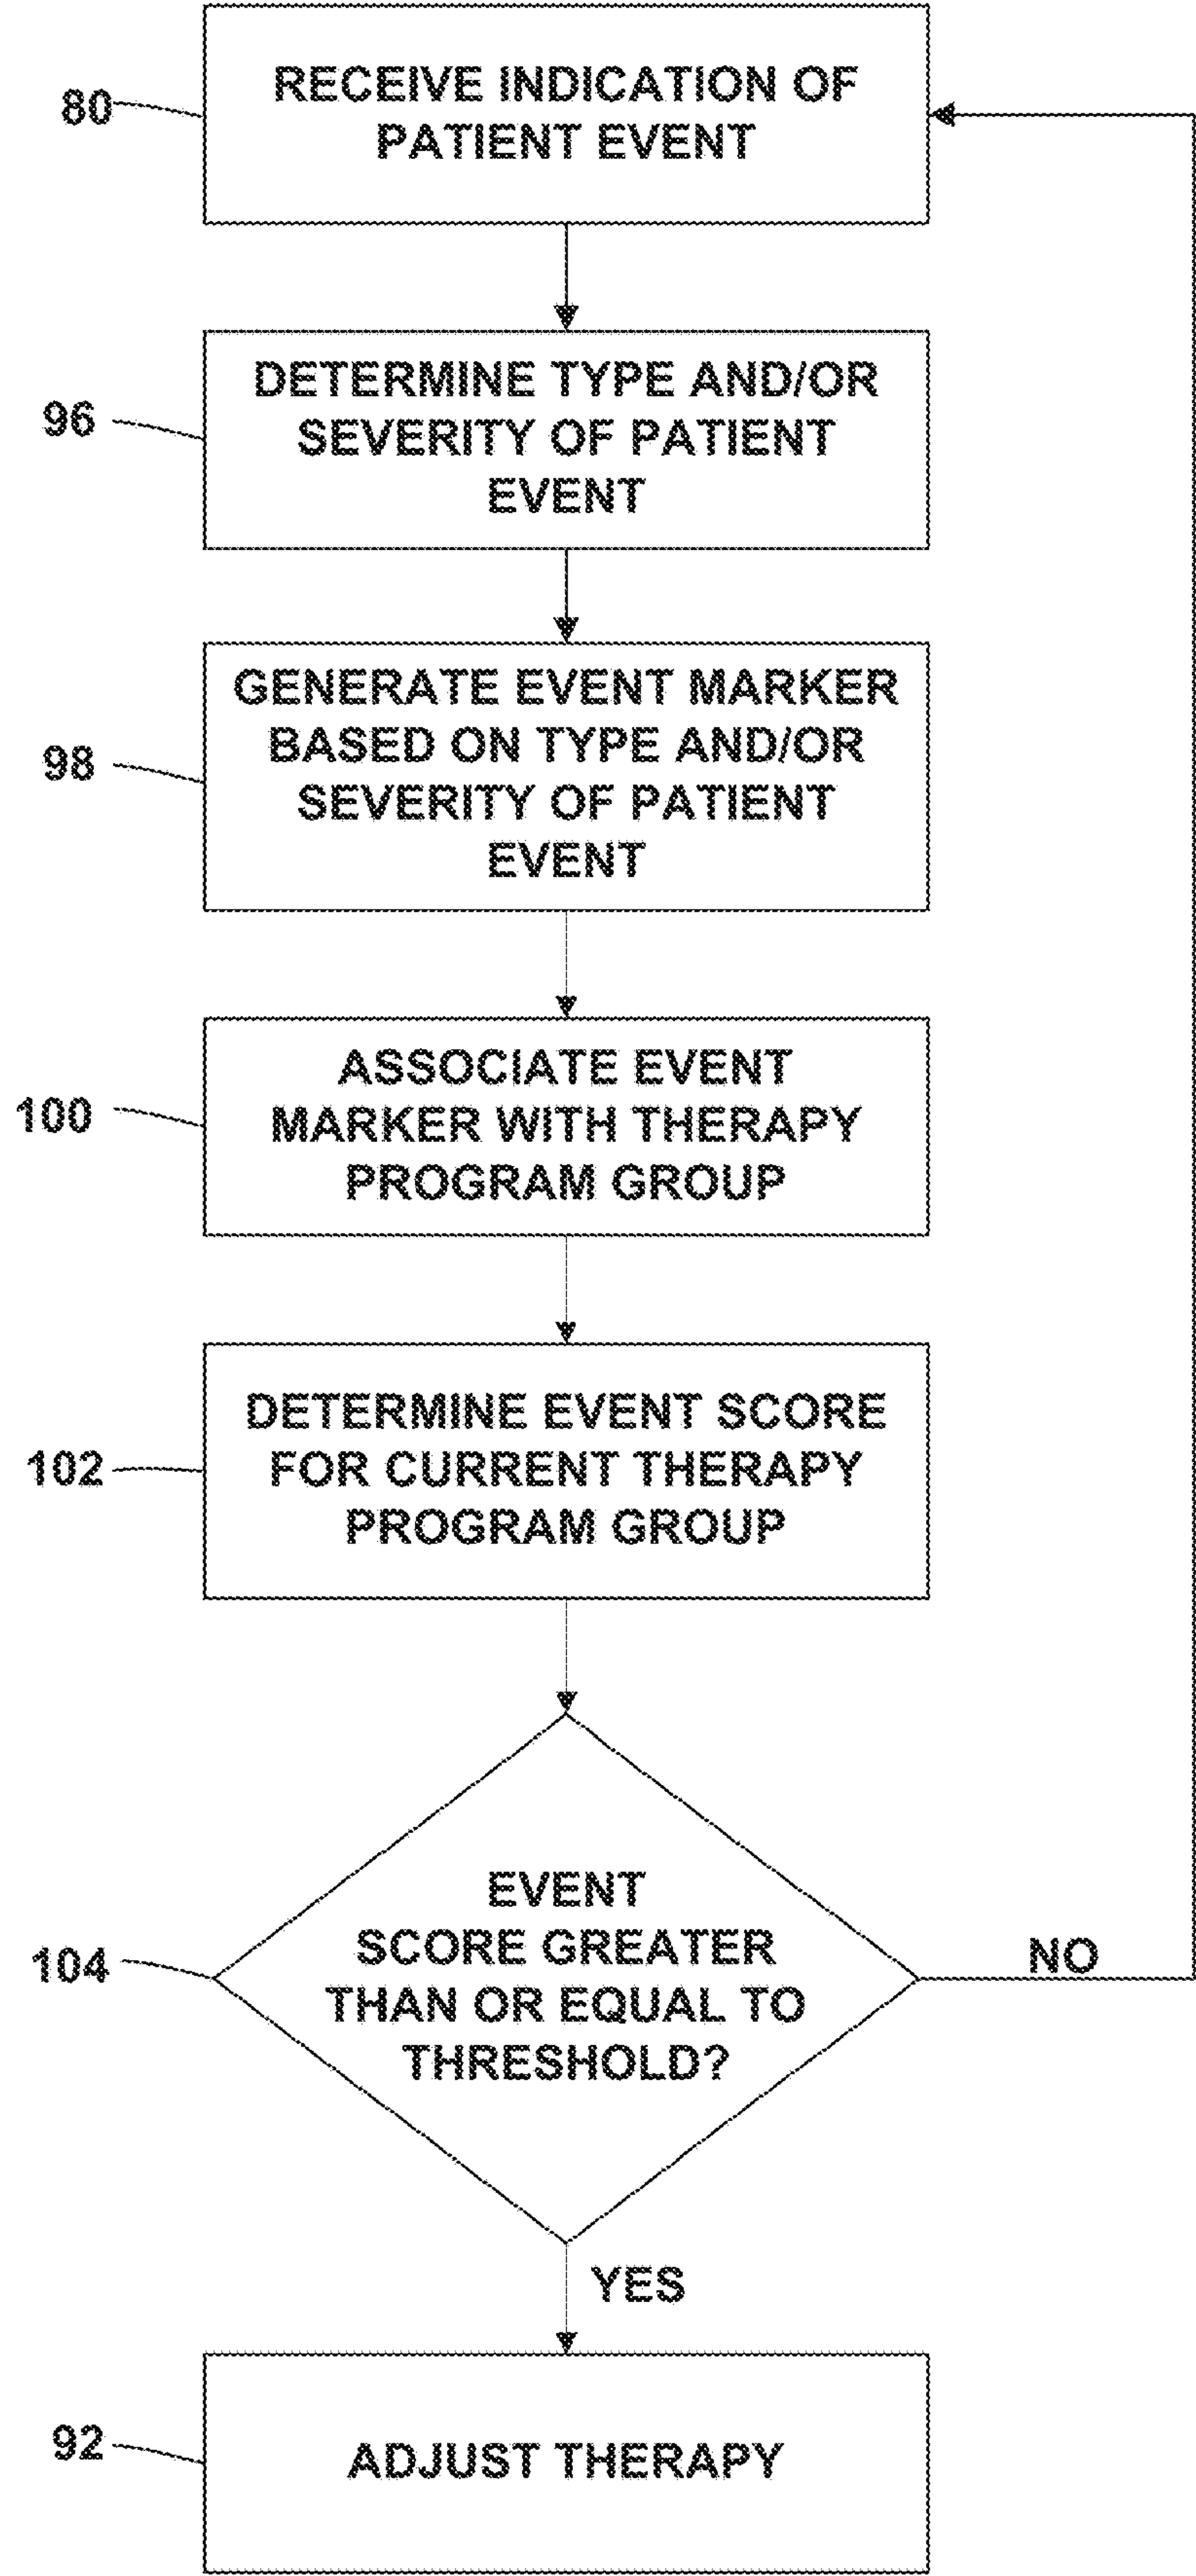 80
RECEIVE INDICATION OF
PATIENT EVENT
96
DETERMINE TYPE AND/OR
SEVERITY OF PATIENT
EVENT
98
GENERATE EVENT MARKER
BASED ON TYPE AND/OR
SEVERITY OF PATIENT
EVENT
100
ASSOCIATE EVENT
MARKER WITH THERAPY
PROGRAM GROUP
102
DETERMINE EVENT SCORE
FOR CURRENT THERAPY
PROGRAM GROUP
104
EVENT
SCORE GREATER
THAN OR EQUAL TO
THRESHOLD?
NO
YES
92
ADJUST THERAPY